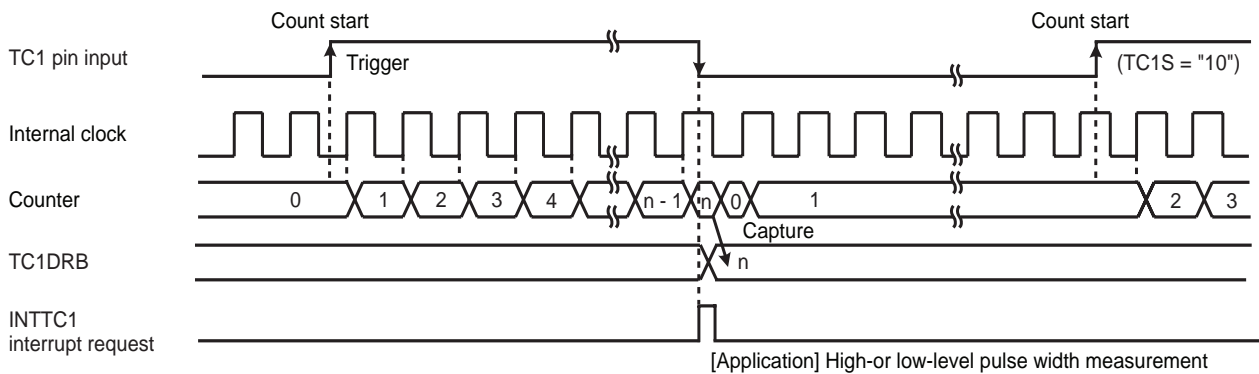 Count start
Count start
TC1 pin input
Trigger
(TC1S = "10")
Internal clock
Counter
0 1 2 3 4 n - 1 n 0 1 2 3
Capture
TC1DRB
n
INTTC1
interrupt request
[Application] High-or low-level pulse width measurement